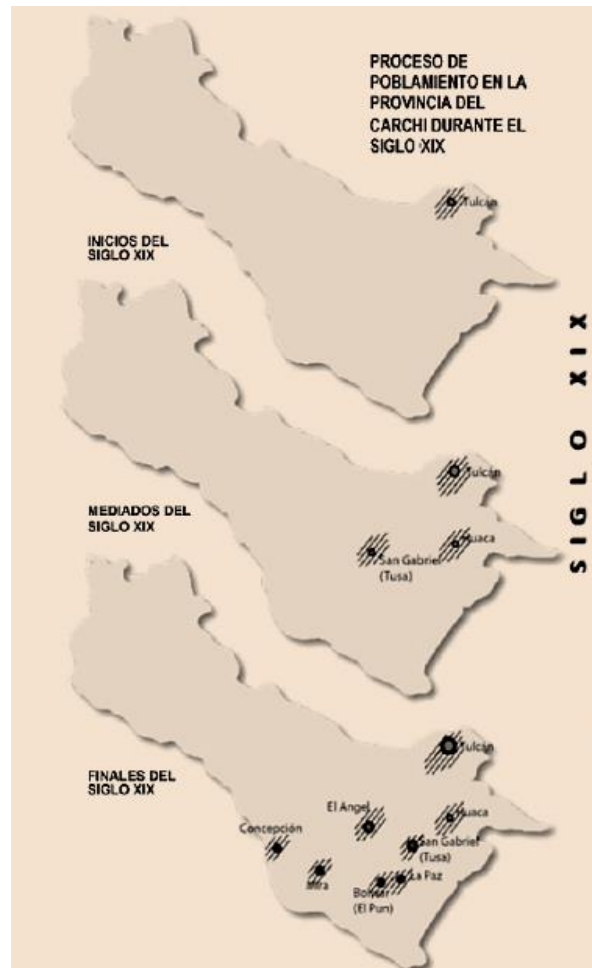 PROCESO DE
POBLAMIENTO EN LA
PROVINCIA DEL
CARCHI DURANTE EL
SIGLO XIX
Tulcán
INICIOS DEL
SIGLO XIX
SIGLO XIX
Tulcán
MEDIADOS DEL
SIGLO XIX
Huaca
San Gabriel
(Tusa)
Tulcán
FINALES DEL
SIGLO XIX
El Angel
Huaca
Concepción
San Gabriel
(Tusa)
Mira
La Paz
Bolívar
(El Pun)